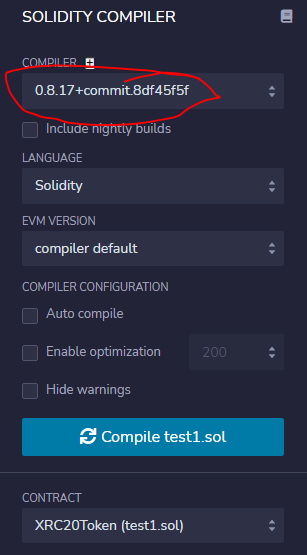 SOLIDITY COMPILER
COMPILER
0.8.17+commit.8df45f5f
Include nightly builds
LANGUAGE
Solidity
EVM VERSION
compiler default
COMPILER CONFIGURATION
Auto compile
Enable optimization 200
Hide warnings
Compile test1.sol
CONTRACT
XRC20Token (test1.sol)